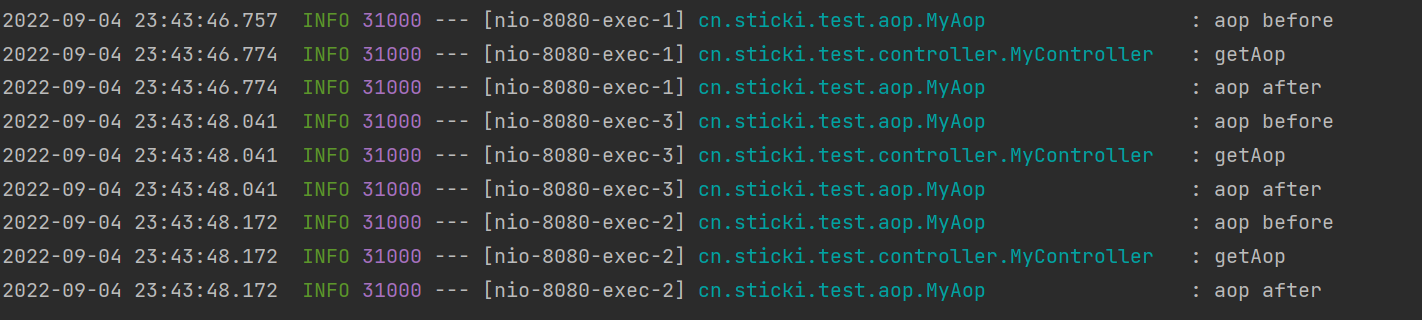 2022-09-04 23:43:46.757  INFO 31000 --- [nio-8080-exec-1] cn.sticki.test.aop.MyAop                 : aop before
2022-09-04 23:43:46.774  INFO 31000 --- [nio-8080-exec-1] cn.sticki.test.controller.MyController   : getAop
2022-09-04 23:43:46.774  INFO 31000 --- [nio-8080-exec-1] cn.sticki.test.aop.MyAop                 : aop after
2022-09-04 23:43:48.041  INFO 31000 --- [nio-8080-exec-3] cn.sticki.test.aop.MyAop                 : aop before
2022-09-04 23:43:48.041  INFO 31000 --- [nio-8080-exec-3] cn.sticki.test.controller.MyController   : getAop
2022-09-04 23:43:48.041  INFO 31000 --- [nio-8080-exec-3] cn.sticki.test.aop.MyAop                 : aop after
2022-09-04 23:43:48.172  INFO 31000 --- [nio-8080-exec-2] cn.sticki.test.aop.MyAop                 : aop before
2022-09-04 23:43:48.172  INFO 31000 --- [nio-8080-exec-2] cn.sticki.test.controller.MyController   : getAop
2022-09-04 23:43:48.172  INFO 31000 --- [nio-8080-exec-2] cn.sticki.test.aop.MyAop                 : aop after